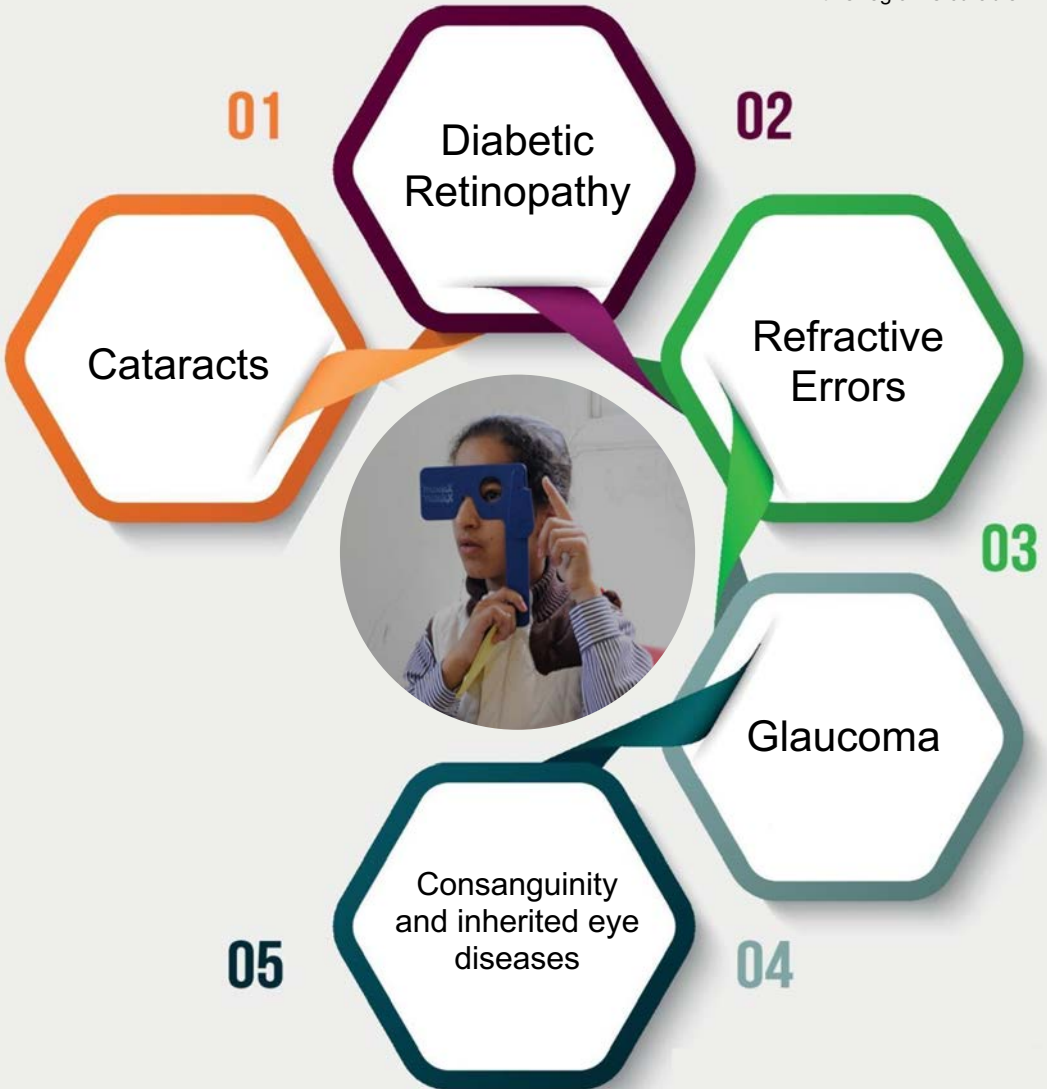 01
Cataracts
02
Diabetic
Retinopathy
03
Refractive
Errors
04
Glaucoma
05
Consanguinity
and inherited eye
diseases